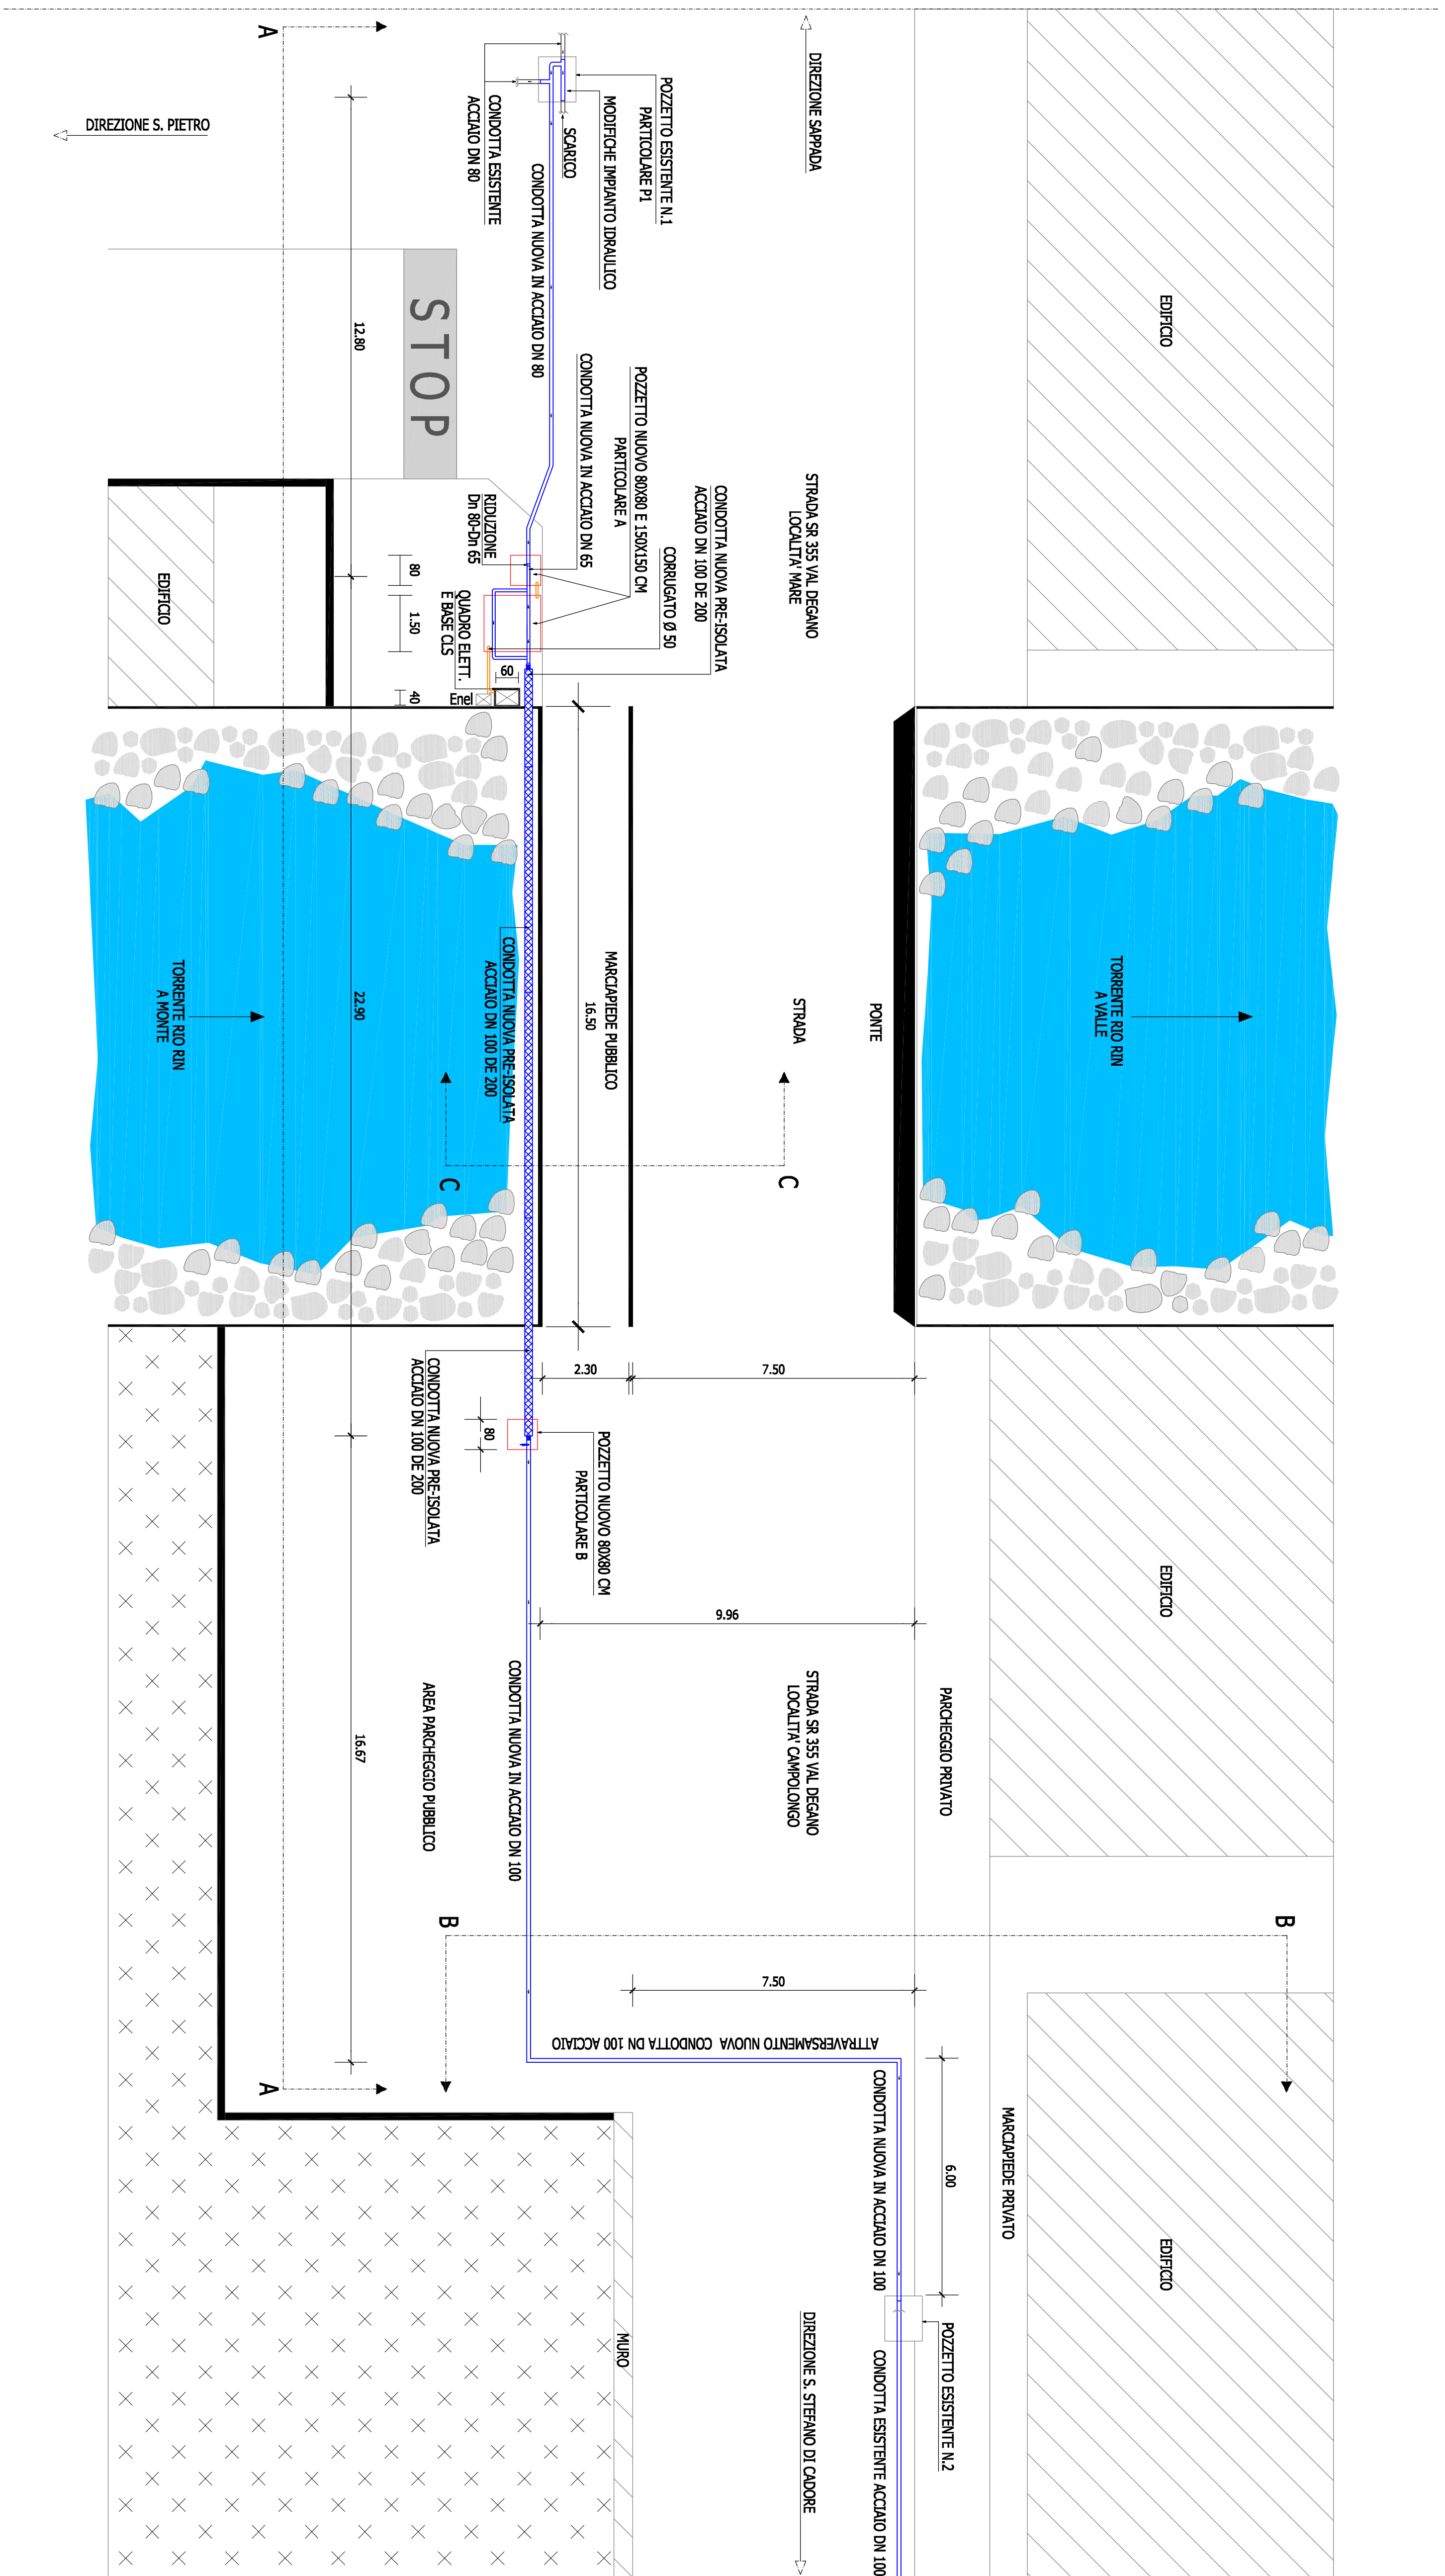 A
DIREZIONE S. PIETRO
12.80
STOP
CONDOTTA ESISTENTE
ACCIAIO DN 80
SCARICO
MODIFICHE IMPIANTO IDRAULICO
POZZETTO ESISTENTE N.1
PARTICOLARE P1
CONDOTTA NUOVA IN ACCIAIO DN 80
DIREZIONE SAPPADA
EDIFICIO
EDIFICIO
RIDUZIONE
Dn 80-Dn 65
CONDOTTA NUOVA IN ACCIAIO DN 65
POZZETTO NUOVO 80X80 E 150X150 CM
PARTICOLARE A
CORRUGATO Ø 50
CONDOTTA NUOVA PRE-ISOLATA
ACCIAIO DN 100 DE 200
STRADA SR 355 VAL DEGANO
LOCALITA' MARE
80
1.50
40
60
QUADRO ELETT.
E BASE CLS
Enel
TORRENTE RIO RIN
A MONTE
22.90
CONDOTTA NUOVA PRE-ISOLATA
ACCIAIO DN 100 DE 200
MARCIAPIEDE PUBBLICO
16.50
STRADA
PONTE
TORRENTE RIO RIN
A VALLE
C
C
2.30
7.50
CONDOTTA NUOVA PRE-ISOLATA
ACCIAIO DN 100 DE 200
80
POZZETTO NUOVO 80X80 CM
PARTICOLARE B
9.96
EDIFICIO
16.67
AREA PARCHEGGIO PUBBLICO
CONDOTTA NUOVA IN ACCIAIO DN 100
STRADA SR 355 VAL DEGANO
LOCALITA' CAMPOLONGO
PARCHEGGIO PRIVATO
B
B
7.50
ATTRAVERSAMENTO NUOVA CONDOTTA DN 100 ACCIAIO
A
CONDOTTA NUOVA IN ACCIAIO DN 100
6.00
MARCIAPIEDE PRIVATO
EDIFICIO
MURO
DIREZIONE S. STEFANO DI CADORE
POZZETTO ESISTENTE N.2
CONDOTTA ESISTENTE ACCIAIO DN 100